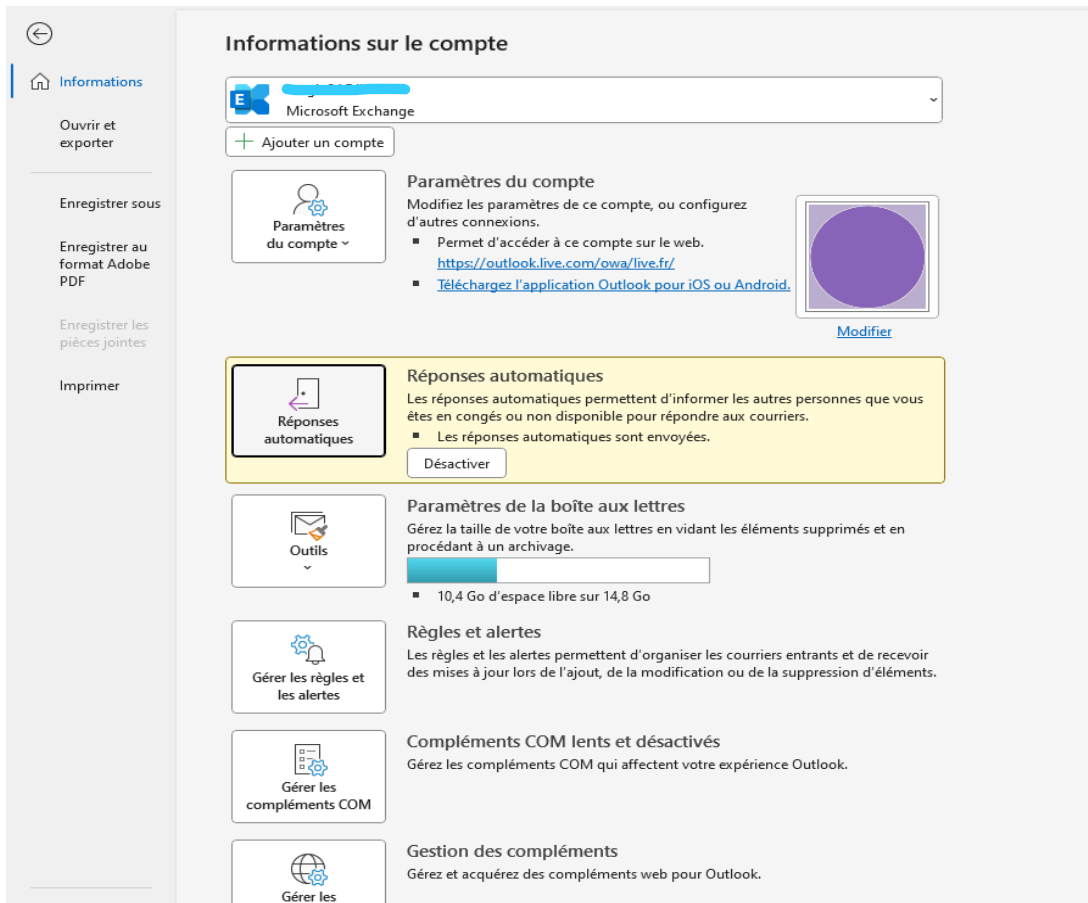 Informations sur le compte
Informations
Ouvrir et
exporter
Enregistrer sous
Enregistrer au
format Adobe
PDF
Enregistrer les
pièces jointes
Imprimer
E
Microsoft Exchange
Ajouter un compte
Paramètres
du compte
Paramètres du compte
Modifiez les paramètres de ce compte, ou configurez
d'autres connexions.
Permet d'accéder à ce compte sur le web.
https://outlook.live.com/owa/live.fr/
Téléchargez l'application Outlook pour iOS ou Android.
Modifier
Réponses
automatiques
Réponses automatiques
Les réponses automatiques permettent d'informer les autres personnes que vous
êtes en congés ou non disponible pour répondre aux courriers.
Les réponses automatiques sont envoyées.
Désactiver
Outils
Paramètres de la boîte aux lettres
Gérez la taille de votre boîte aux lettres en vidant les éléments supprimés et en
procédant à un archivage.
10,4 Go d'espace libre sur 14,8 Go
Gérer les règles et
les alertes
Règles et alertes
Les règles et les alertes permettent d'organiser les courriers entrants et de recevoir
des mises à jour lors de l'ajout, de la modification ou de la suppression d'éléments.
Gérer les
compléments COM
Compléments COM lents et désactivés
Gérez les compléments COM qui affectent votre expérience Outlook.
Gérer les
Gestion des compléments
Gérez et acquérez des compléments web pour Outlook.